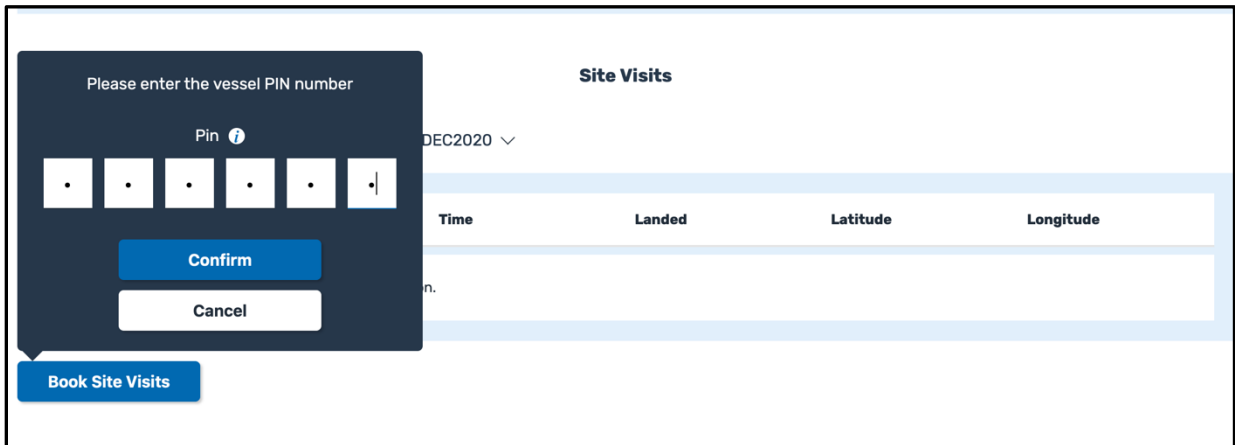 Please enter the vessel PIN number
Site Visits
Pin i
DEC2020
• • • • • •
Time Landed Latitude Longitude
Confirm
on.
Cancel
Book Site Visits